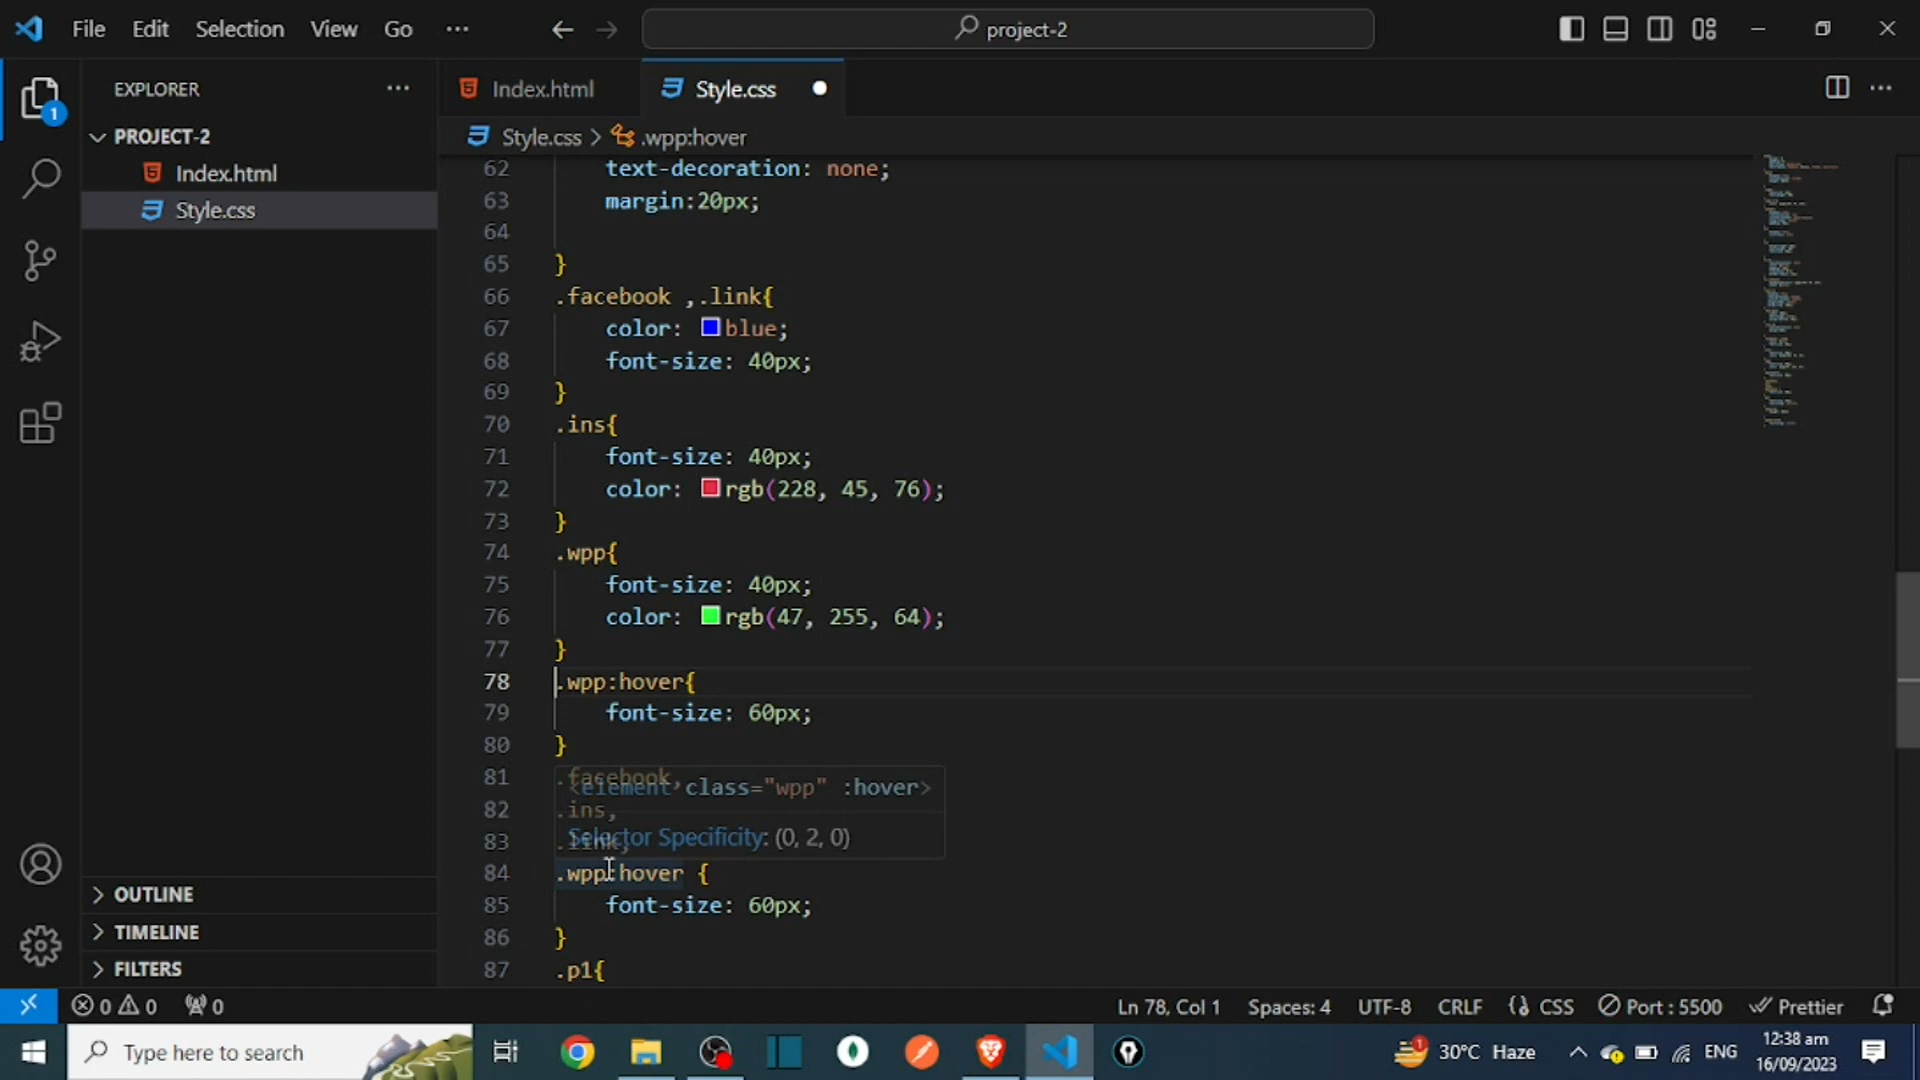 File Edit Selection View Go ···
project-2
EXPLORER ···
Index.html
Style.css
PROJECT-2
Style.css > .wpp:hover
Index.html
Style.css
62 text-decoration: none;
63 margin:20px;
64
65 }
66 .facebook ,.link{
67 color: blue;
68 font-size: 40px;
69 }
70 .ins{
71 font-size: 40px;
72 color: rgb(228, 45, 76);
73 }
74 .wpp{
75 font-size: 40px;
76 color: rgb(47, 255, 64);
77 }
78 .wpp:hover{
79 font-size: 60px;
80 }
81 .facebook,
<element class="wpp" :hover>
82 .ins,
Selector Specificity: (0, 2, 0)
83 .link,
84 .wpp:hover {
85 font-size: 60px;
86 }
87 .p1{
1
OUTLINE
TIMELINE
FILTERS
0 0 0
Ln 78, Col 1 Spaces: 4 UTF-8 CRLF CSS Port : 5500 Prettier
Type here to search
1 30°C Haze ENG
12:38 am
16/09/2023